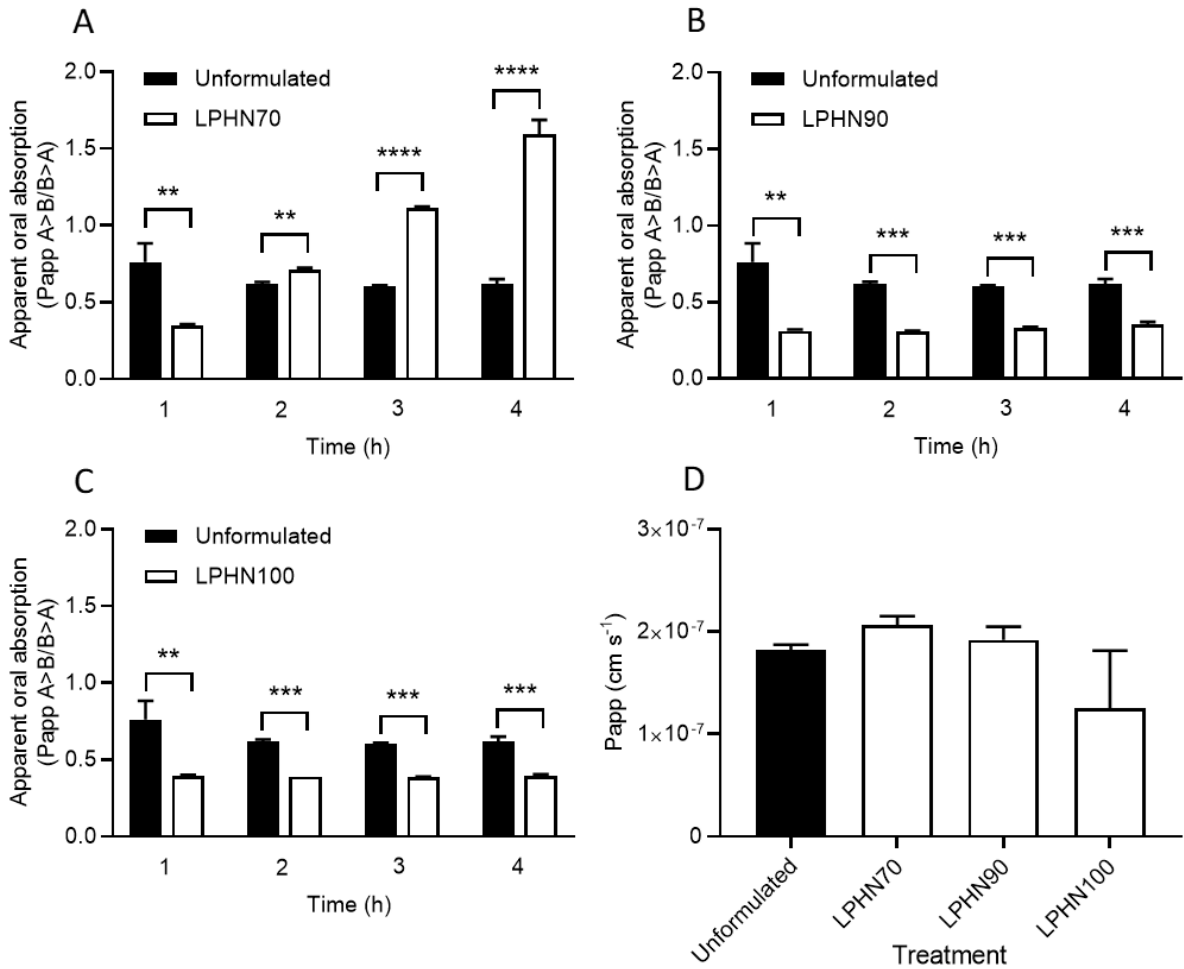 A
Apparent oral absorption
(Papp A>B/B>A)
2.0
1.5
1.0
0.5
0.0
Unformulated
LPHN70
**
**
****
****
1 2 3 4
Time (h)
B
Apparent oral absorption
(Papp A>B/B>A)
2.0
1.5
1.0
0.5
0.0
Unformulated
LPHN90
**
***
***
***
1 2 3 4
Time (h)
C
Apparent oral absorption
(Papp A>B/B>A)
2.0
1.5
1.0
0.5
0.0
Unformulated
LPHN100
**
***
***
***
1 2 3 4
Time (h)
D
Papp (cm s⁻¹)
3×10⁻⁷
2×10⁻⁷
1×10⁻⁷
0
Unformulated
LPHN70
LPHN90
LPHN100
Treatment